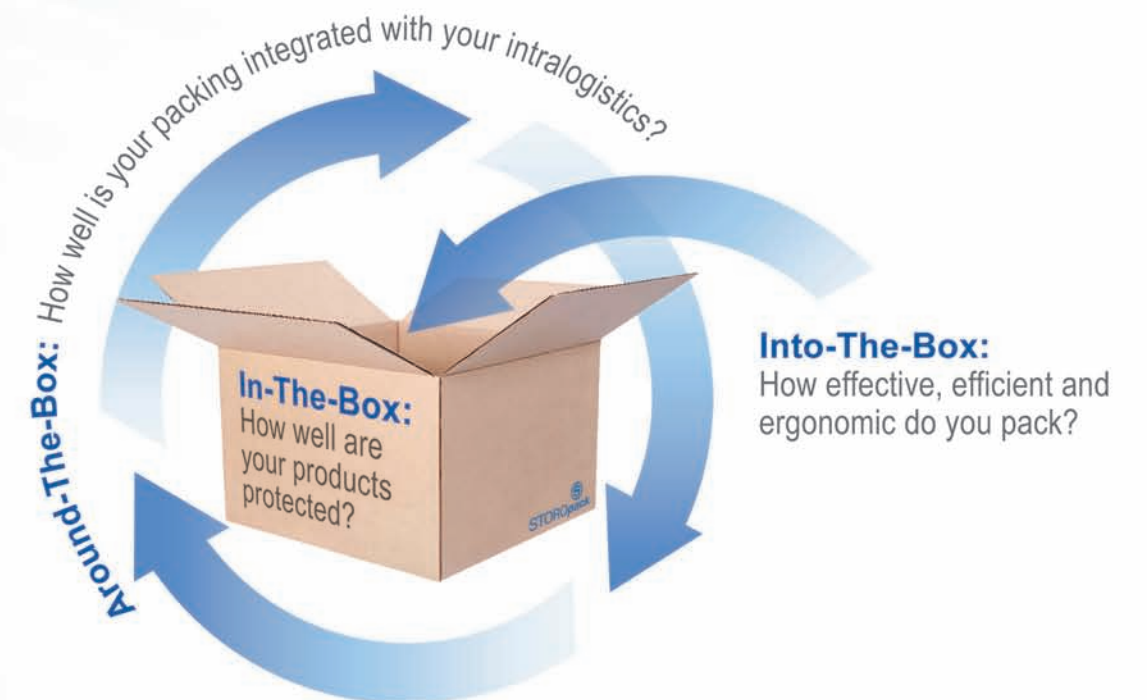 Around-The-Box: How well is your packing integrated with your intralogistics?
In-The-Box:
How well are
your products
protected?
STOROpack
Into-The-Box:
How effective, efficient and
ergonomic do you pack?